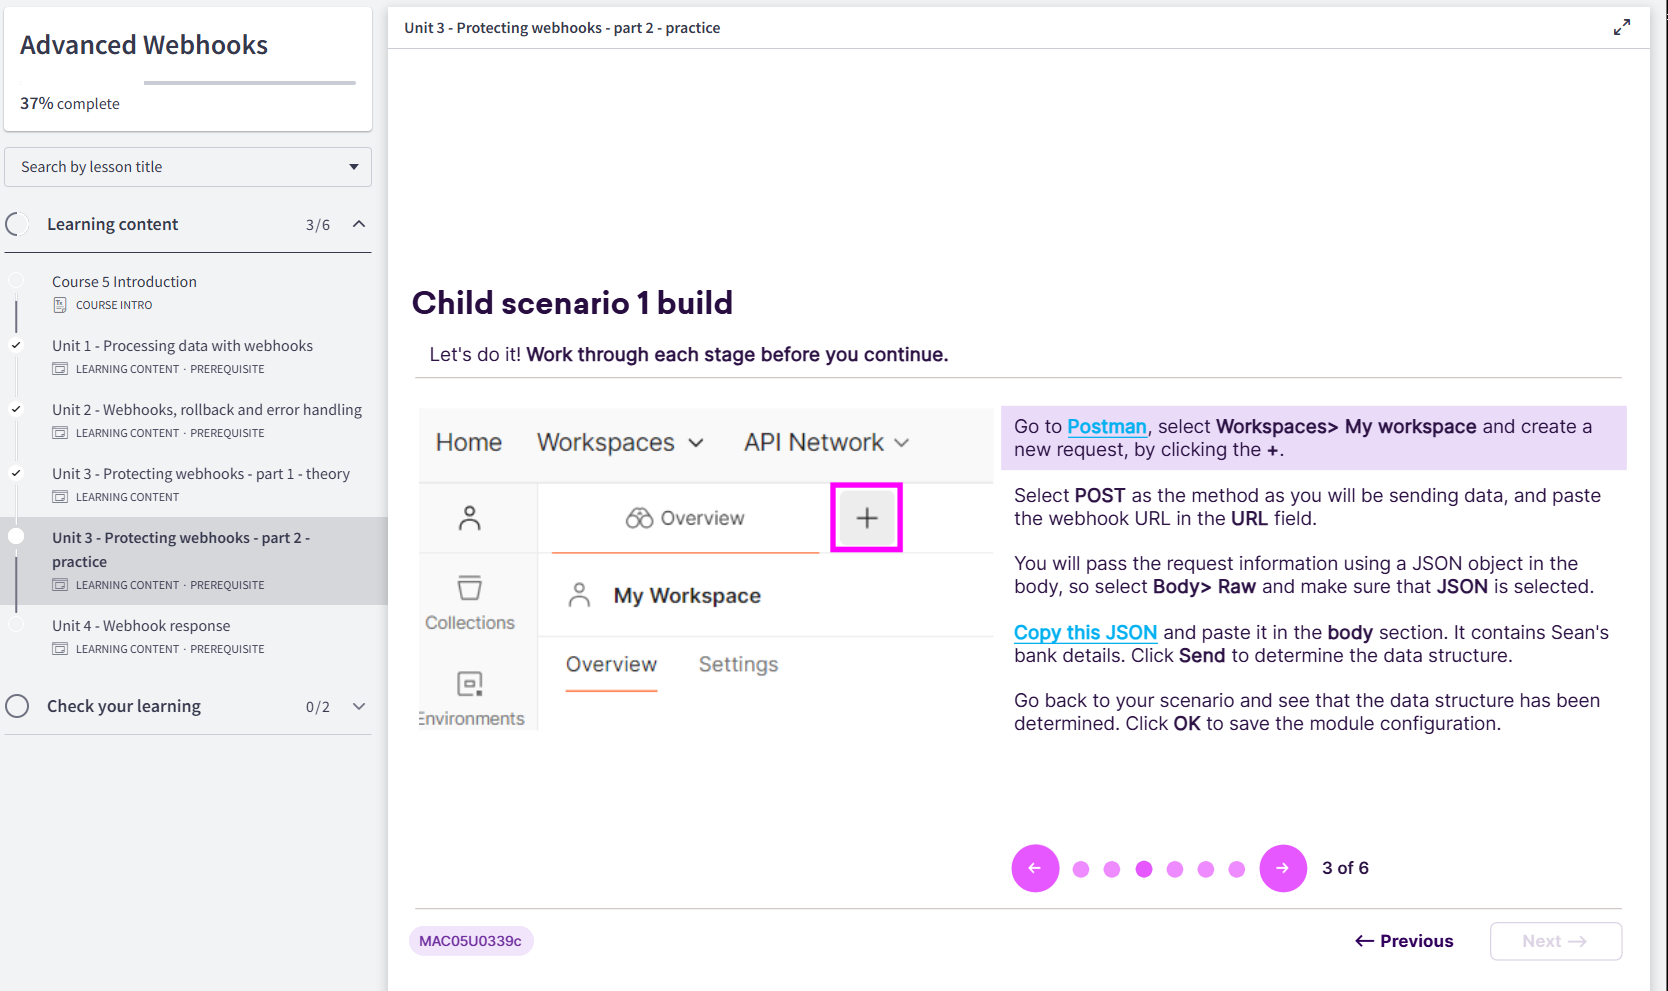 Advanced Webhooks
37% complete
Search by lesson title
Learning content 3/6
Course 5 Introduction
COURSE INTRO
Unit 1 - Processing data with webhooks
LEARNING CONTENT · PREREQUISITE
Unit 2 - Webhooks, rollback and error handling
LEARNING CONTENT · PREREQUISITE
Unit 3 - Protecting webhooks - part 1 - theory
LEARNING CONTENT
Unit 3 - Protecting webhooks - part 2 -
practice
LEARNING CONTENT · PREREQUISITE
Unit 4 - Webhook response
LEARNING CONTENT · PREREQUISITE
Check your learning 0/2
Unit 3 - Protecting webhooks - part 2 - practice
Child scenario 1 build
Let's do it! Work through each stage before you continue.
Home Workspaces API Network
Overview +
My Workspace
Collections
Overview Settings
Environments
Go to Postman, select Workspaces> My workspace and create a
new request, by clicking the +.
Select POST as the method as you will be sending data, and paste
the webhook URL in the URL field.
You will pass the request information using a JSON object in the
body, so select Body> Raw and make sure that JSON is selected.
Copy this JSON and paste it in the body section. It contains Sean's
bank details. Click Send to determine the data structure.
Go back to your scenario and see that the data structure has been
determined. Click OK to save the module configuration.
← → 3 of 6
MAC05U0339c
← Previous Next →